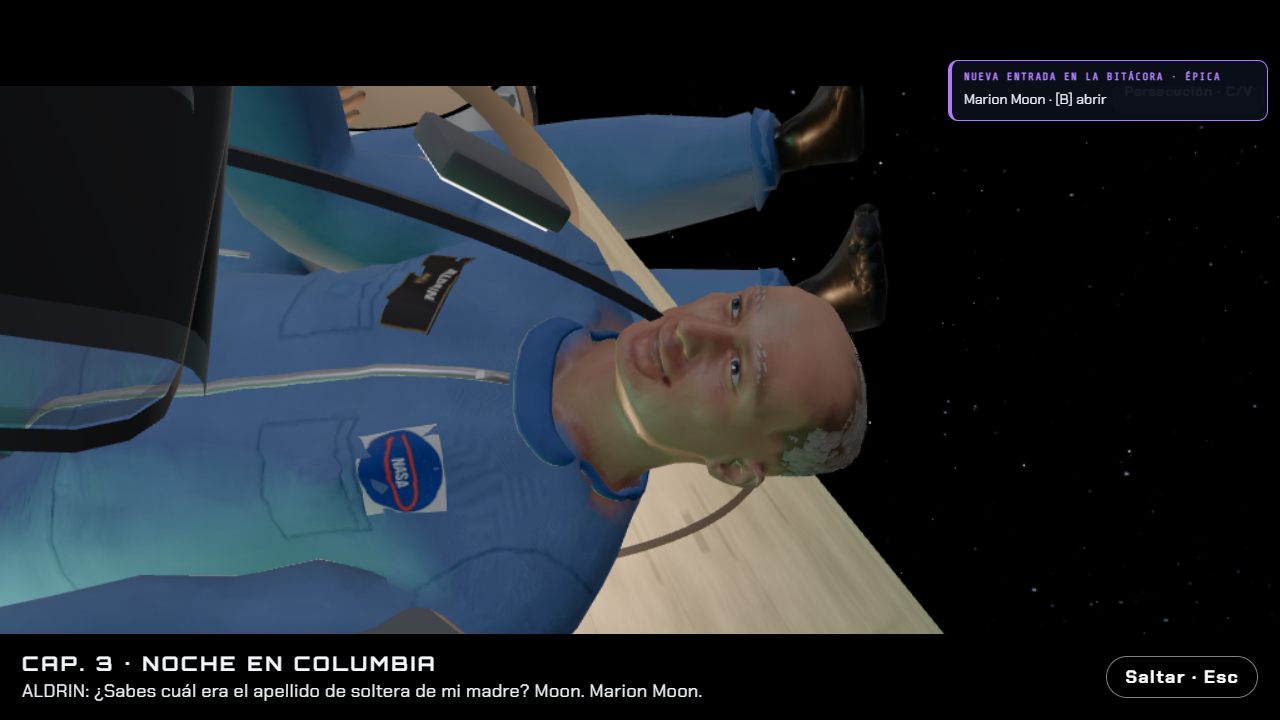 NUEVA ENTRADA EN LA BITÁCORA · ÉPICA
Marion Moon · [B] abrir
Persecución · C/V
ALDRIN
NASA
CAP. 3 · NOCHE EN COLUMBIA
ALDRIN: ¿Sabes cuál era el apellido de soltera de mi madre? Moon. Marion Moon.
Saltar · Esc